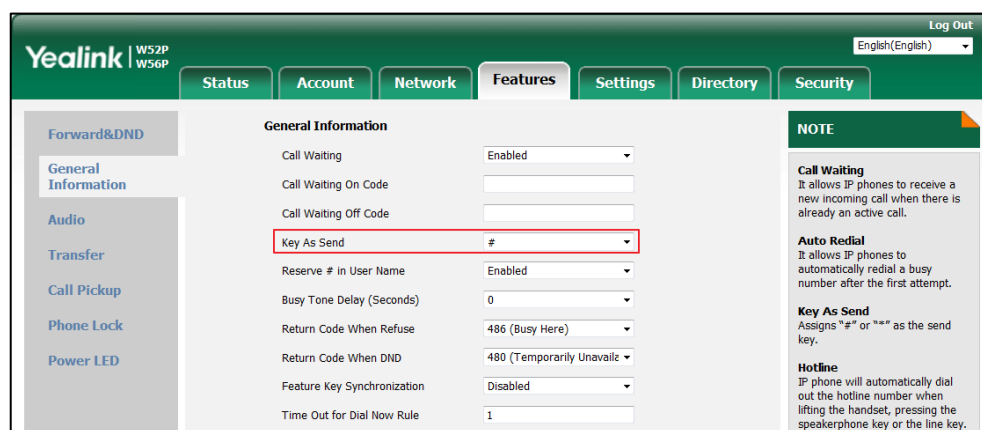 Log Out
Yealink | W52P
W56P
English(English)
Status Account Network Features Settings Directory Security
Forward&DND
General
Information
Audio
Transfer
Call Pickup
Phone Lock
Power LED
General Information
Call Waiting Enabled
Call Waiting On Code
Call Waiting Off Code
Key As Send #
Reserve # in User Name Enabled
Busy Tone Delay (Seconds) 0
Return Code When Refuse 486 (Busy Here)
Return Code When DND 480 (Temporarily Unavaila
Feature Key Synchronization Disabled
Time Out for Dial Now Rule 1
NOTE
Call Waiting
It allows IP phones to receive a
new incoming call when there is
already an active call.
Auto Redial
It allows IP phones to
automatically redial a busy
number after the first attempt.
Key As Send
Assigns "#" or "*" as the send
key.
Hotline
IP phone will automatically dial
out the hotline number when
lifting the handset, pressing the
speakerphone key or the line key.